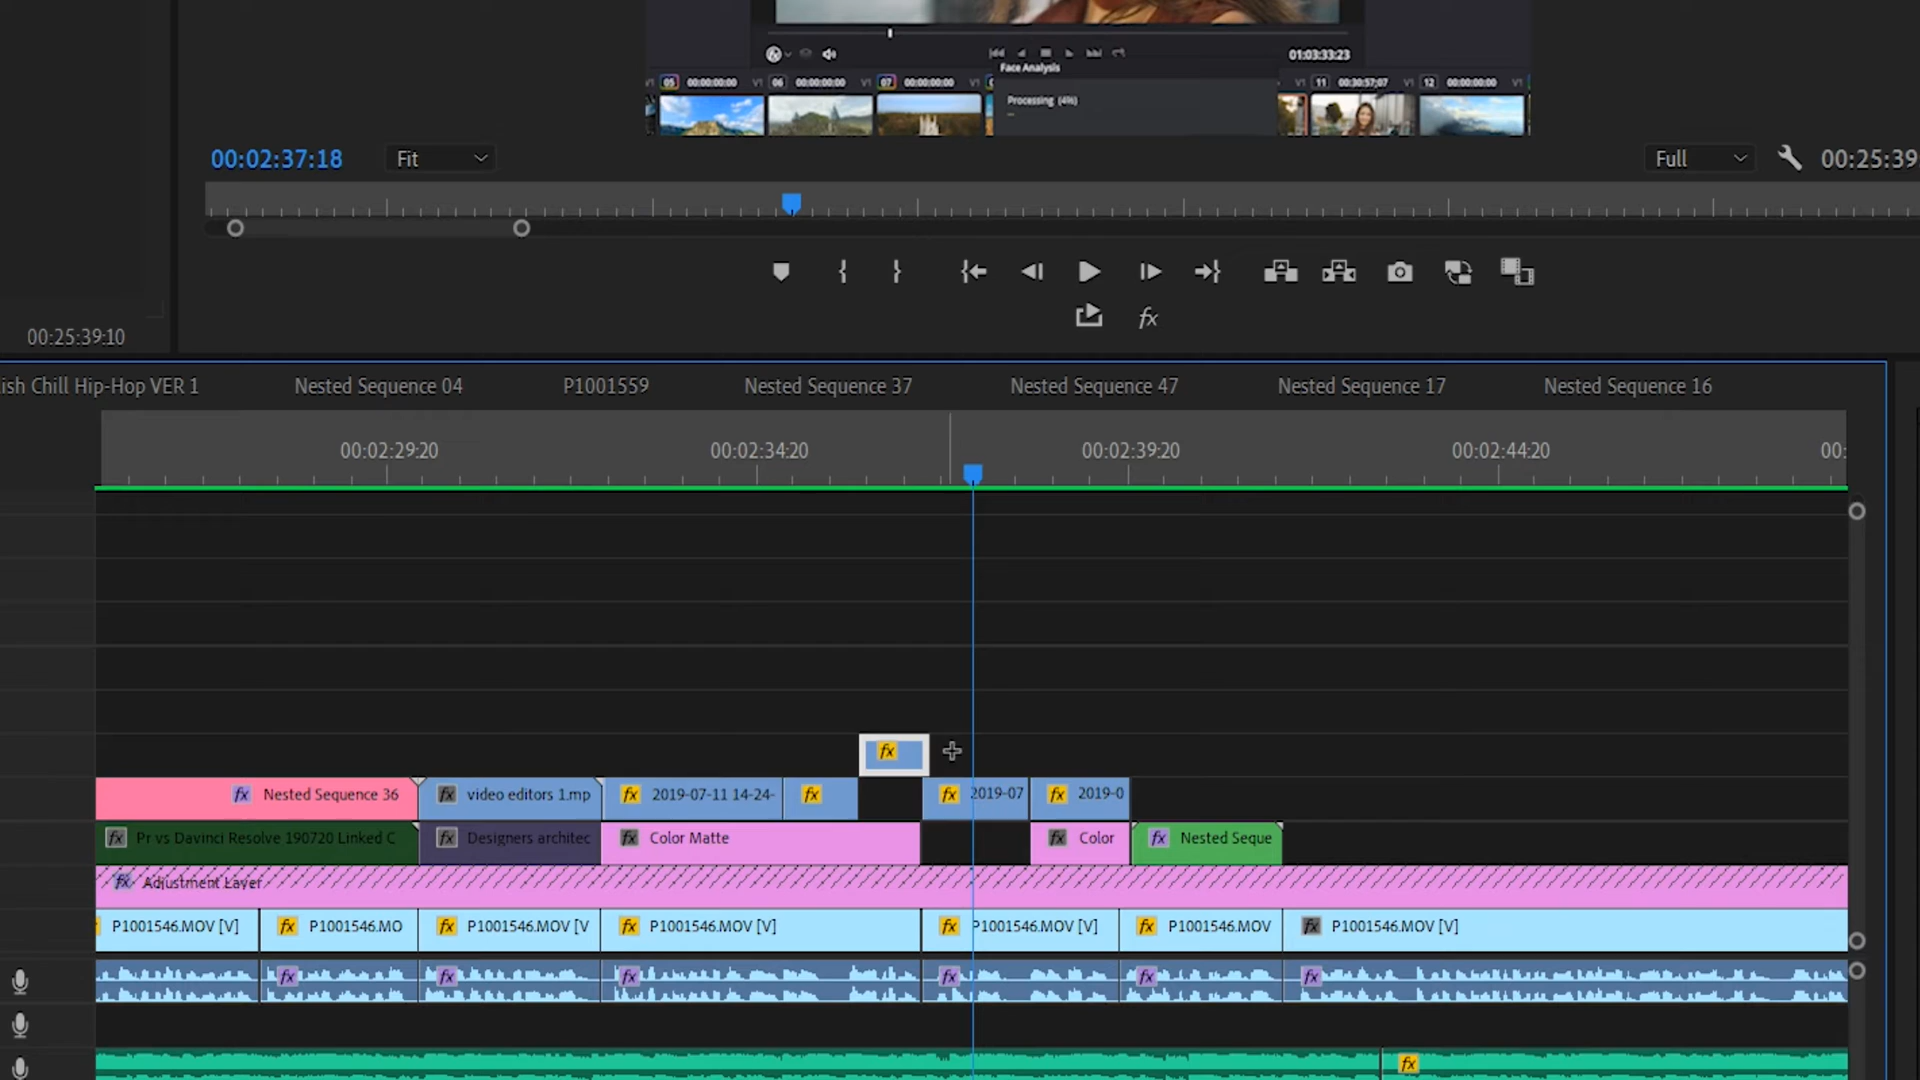 01:03:33:23
Face Analysis
05 00:00:00:00 V1 06 00:00:00:00 V1 07 00:00:00:00 V1 11 00:30:57;07 V1 12 00:00:00:00 V1
Processing (4%)
00:02:37:18 Fit Full 00:25:39
00:25:39:10
ish Chill Hip-Hop VER 1 Nested Sequence 04 P1001559 Nested Sequence 37 Nested Sequence 47 Nested Sequence 17 Nested Sequence 16
00:02:29:20 00:02:34:20 00:02:39:20 00:02:44:20 00:
fx
fx Nested Sequence 36 fx video editors 1.mp fx 2019-07-11 14-24- fx fx 2019-07 fx 2019-0
fx Pr vs Davinci Resolve 190720 Linked C fx Designers architec fx Color Matte fx Color fx Nested Seque
fx Adjustment Layer
P1001546.MOV [V] fx P1001546.MO fx P1001546.MOV [V fx P1001546.MOV [V] fx P1001546.MOV [V] fx P1001546.MOV fx P1001546.MOV [V]
fx fx fx fx fx fx
fx